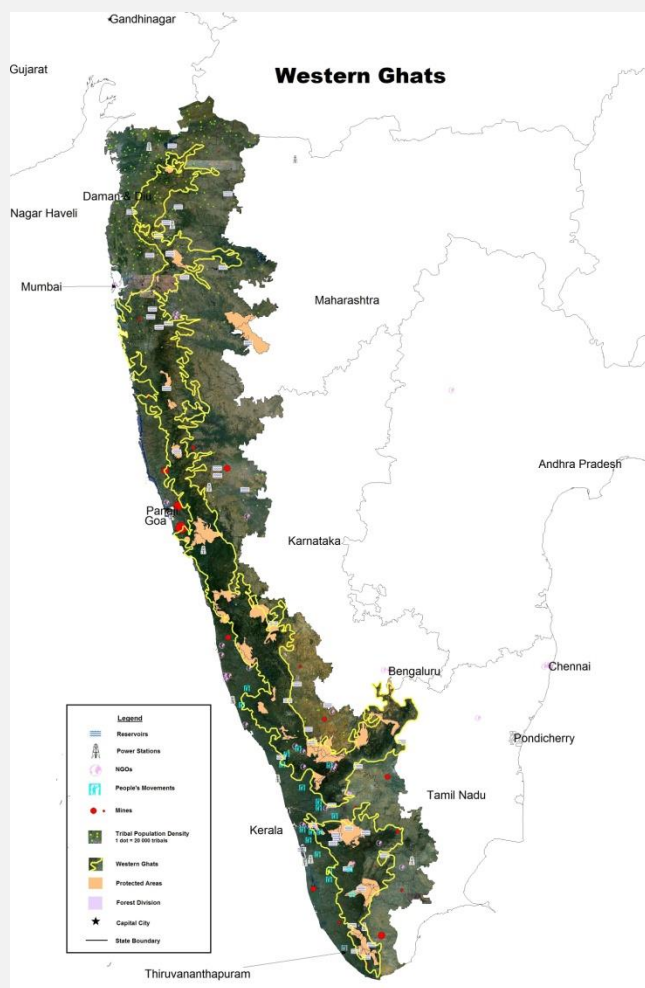 Gandhinagar
Gujarat
Western Ghats
Daman & Diu
Nagar Haveli
Mumbai
Maharashtra
Andhra Pradesh
Panaji
Goa
Karnataka
Bengaluru
Chennai
Pondicherry
Tamil Nadu
Kerala
Thiruvananthapuram
Legend
Reservoirs
Power Stations
NGOs
People's Movements
Mines
Tribal Population Density
1 dot = 20 000 tribals
Western Ghats
Protected Areas
Forest Division
Capital City
State Boundary